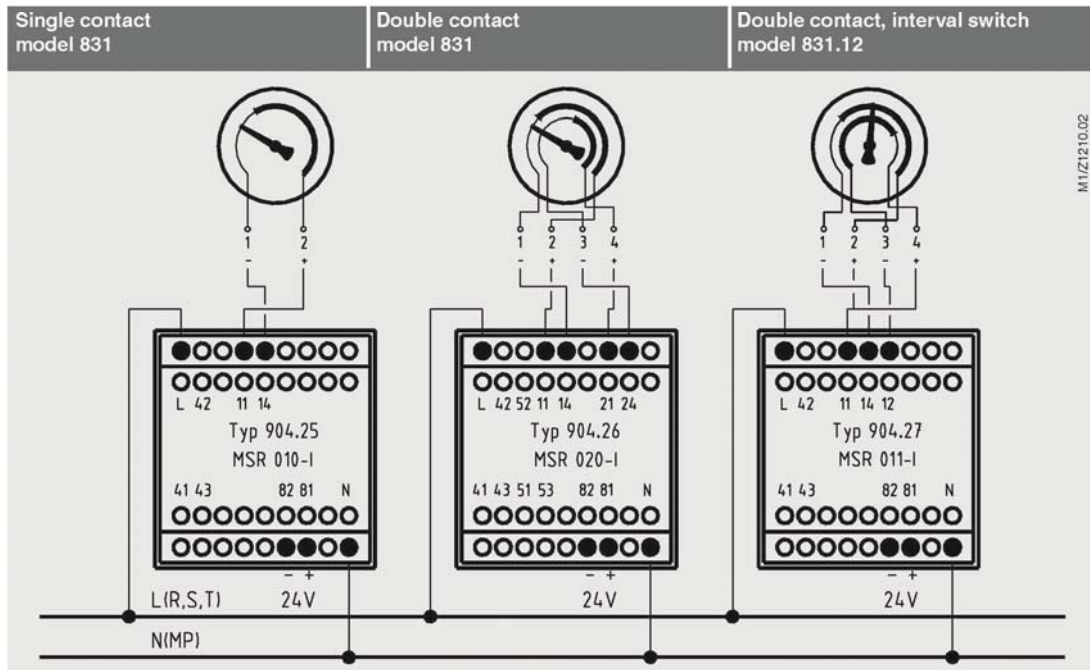 Single contact
model 831
Double contact
model 831
Double contact, interval switch
model 831.12
M1/Z1210.02
1 2
- +
1 2 3 4
- + - +
1 2 3 4
- + - +
L 42 11 14
Typ 904.25
MSR 010-I
41 43 82 81 N
- +
24V
L 42 52 11 14 21 24
Typ 904.26
MSR 020-I
41 43 51 53 82 81 N
- +
24V
L 42 11 14 12
Typ 904.27
MSR 011-I
41 43 82 81 N
- +
24V
L(R,S,T)
N(MP)